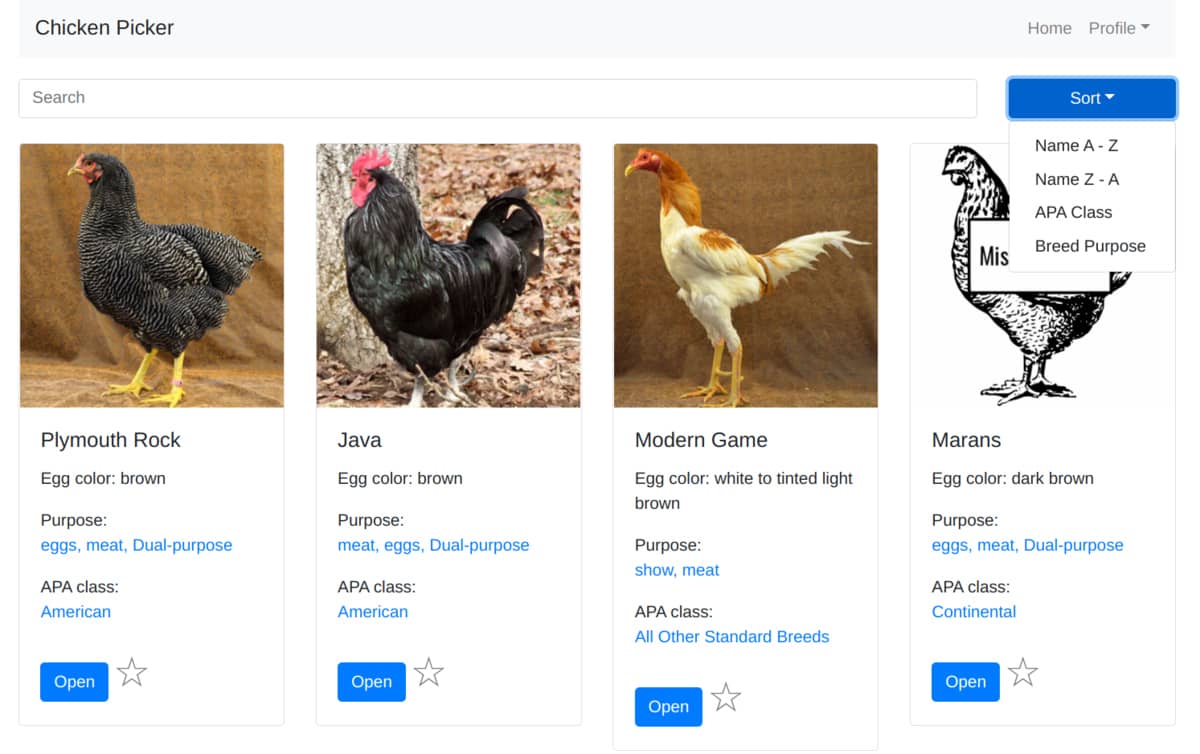 Chicken Picker
Home Profile
Search
Sort
Name A - Z
Name Z - A
APA Class
Breed Purpose
Plymouth Rock
Egg color: brown
Purpose:
eggs, meat, Dual-purpose
APA class:
American
Open
Java
Egg color: brown
Purpose:
meat, eggs, Dual-purpose
APA class:
American
Open
Modern Game
Egg color: white to tinted light
brown
Purpose:
show, meat
APA class:
All Other Standard Breeds
Open
Mis
Marans
Egg color: dark brown
Purpose:
eggs, meat, Dual-purpose
APA class:
Continental
Open